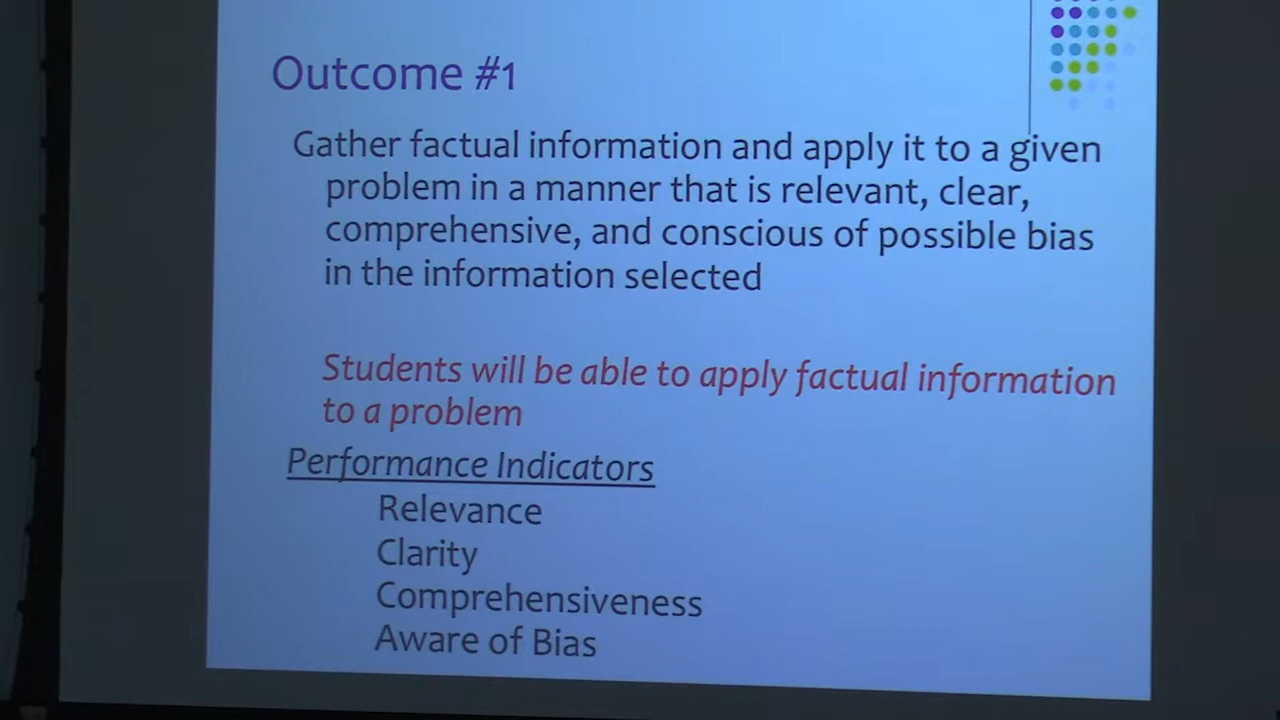 Outcome #1
Gather factual information and apply it to a given
problem in a manner that is relevant, clear,
comprehensive, and conscious of possible bias
in the information selected
Students will be able to apply factual information
to a problem
Performance Indicators
Relevance
Clarity
Comprehensiveness
Aware of Bias